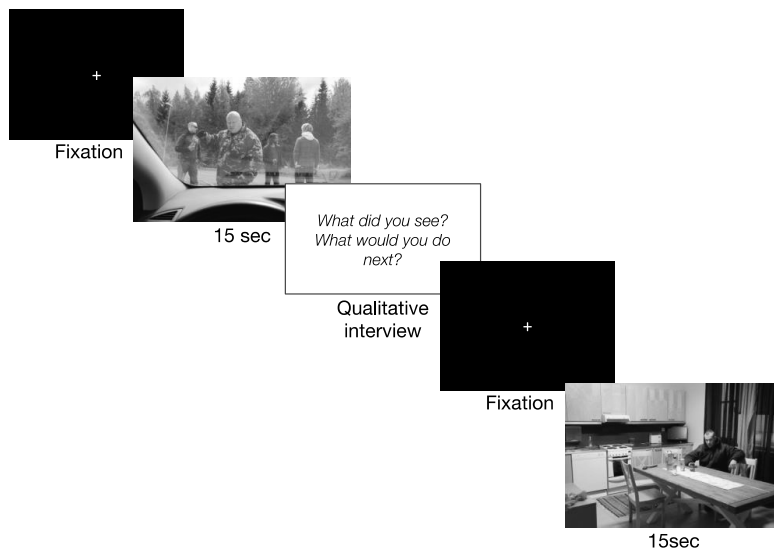 Fixation
15 sec
What did you see?
What would you do
next?
Qualitative
interview
Fixation
15sec